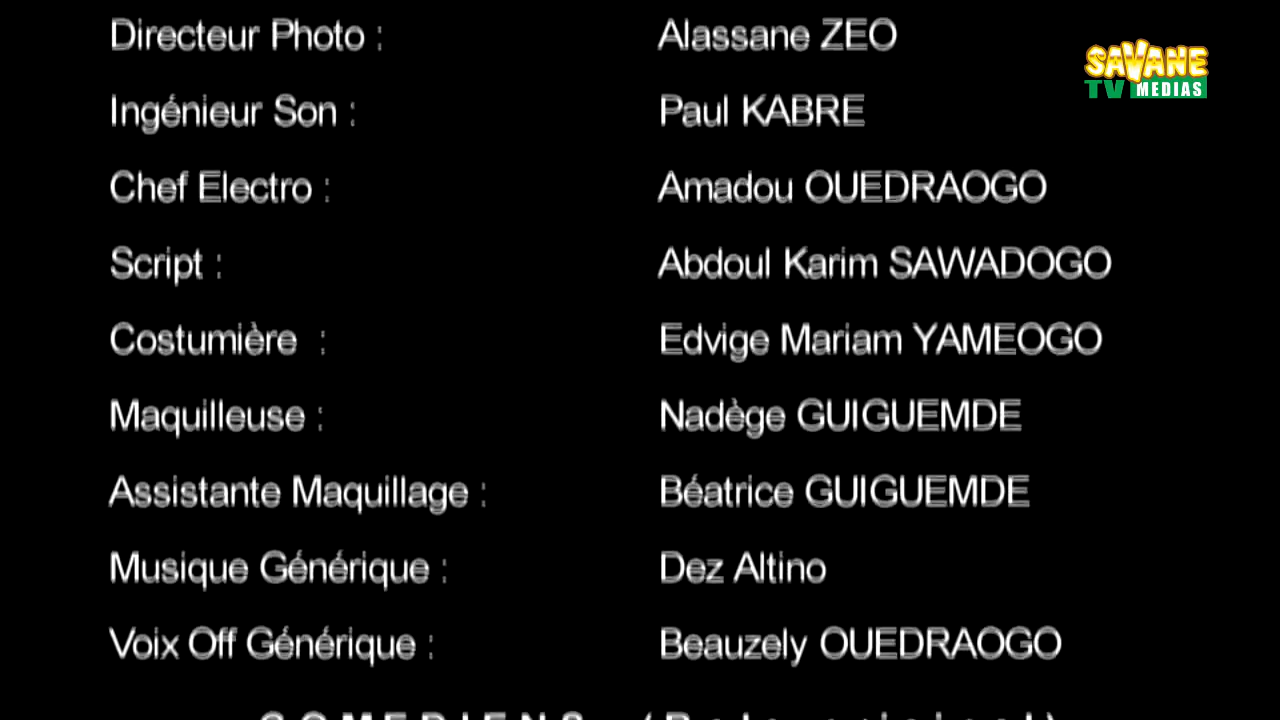 Directeur Photo : Alassane ZEO
SAVANE
TV MEDIAS
Ingénieur Son : Paul KABRE
Chef Electro : Amadou OUEDRAOGO
Script : Abdoul Karim SAWADOGO
Costumière : Edvige Mariam YAMEOGO
Maquilleuse : Nadège GUIGUEMDE
Assistante Maquillage : Béatrice GUIGUEMDE
Musique Générique : Dez Altino
Voix Off Générique : Beauzely OUEDRAOGO
COMEDIENS